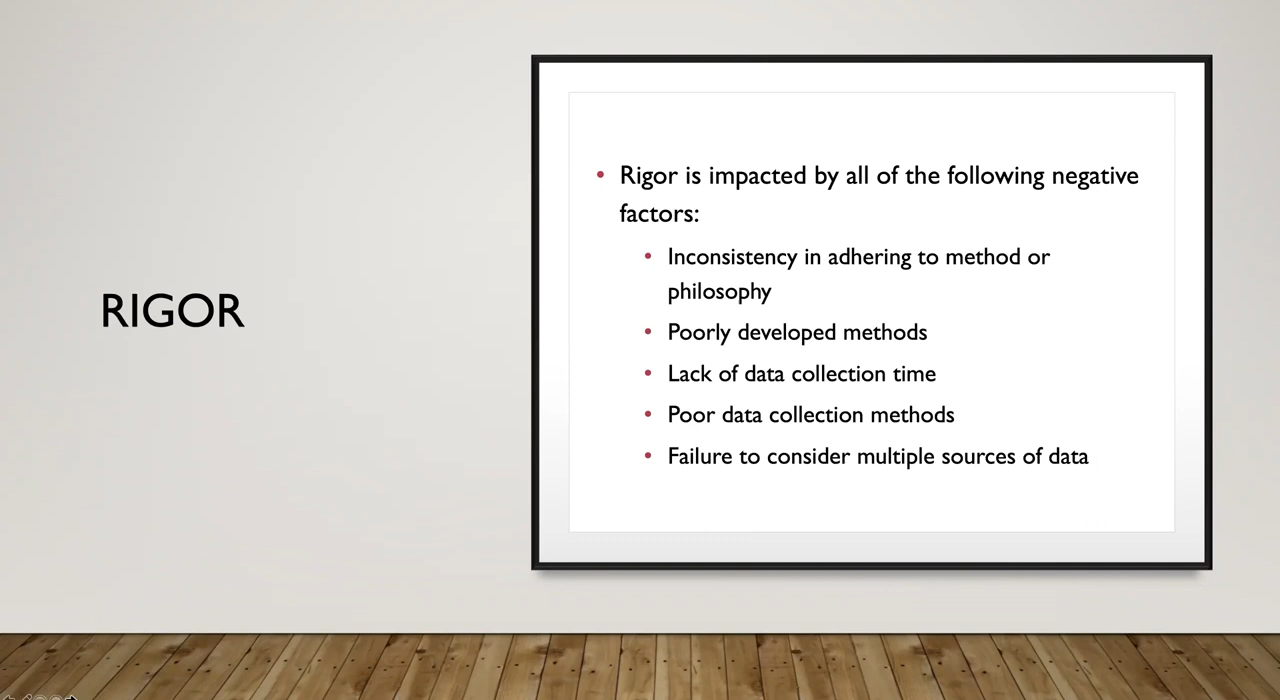 RIGOR
• Rigor is impacted by all of the following negative
factors:
• Inconsistency in adhering to method or
philosophy
• Poorly developed methods
• Lack of data collection time
• Poor data collection methods
• Failure to consider multiple sources of data